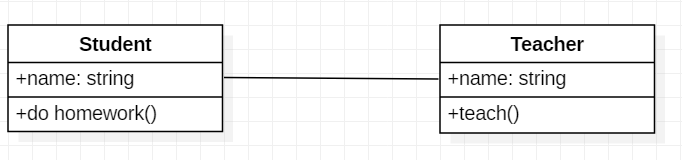 Student
+name: string
+do homework()
Teacher
+name: string
+teach()